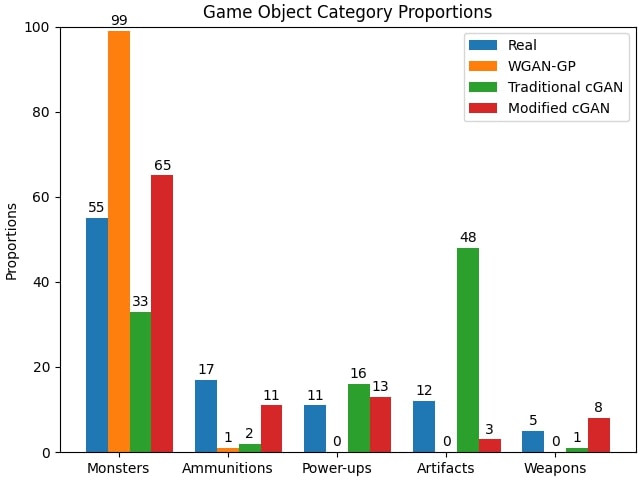 Game Object Category Proportions
Proportions
100
80
60
40
20
0
Real
WGAN-GP
Traditional cGAN
Modified cGAN
55
99
33
65
17
1
2
11
11
0
16
13
12
0
48
3
5
0
1
8
Monsters
Ammunitions
Power-ups
Artifacts
Weapons